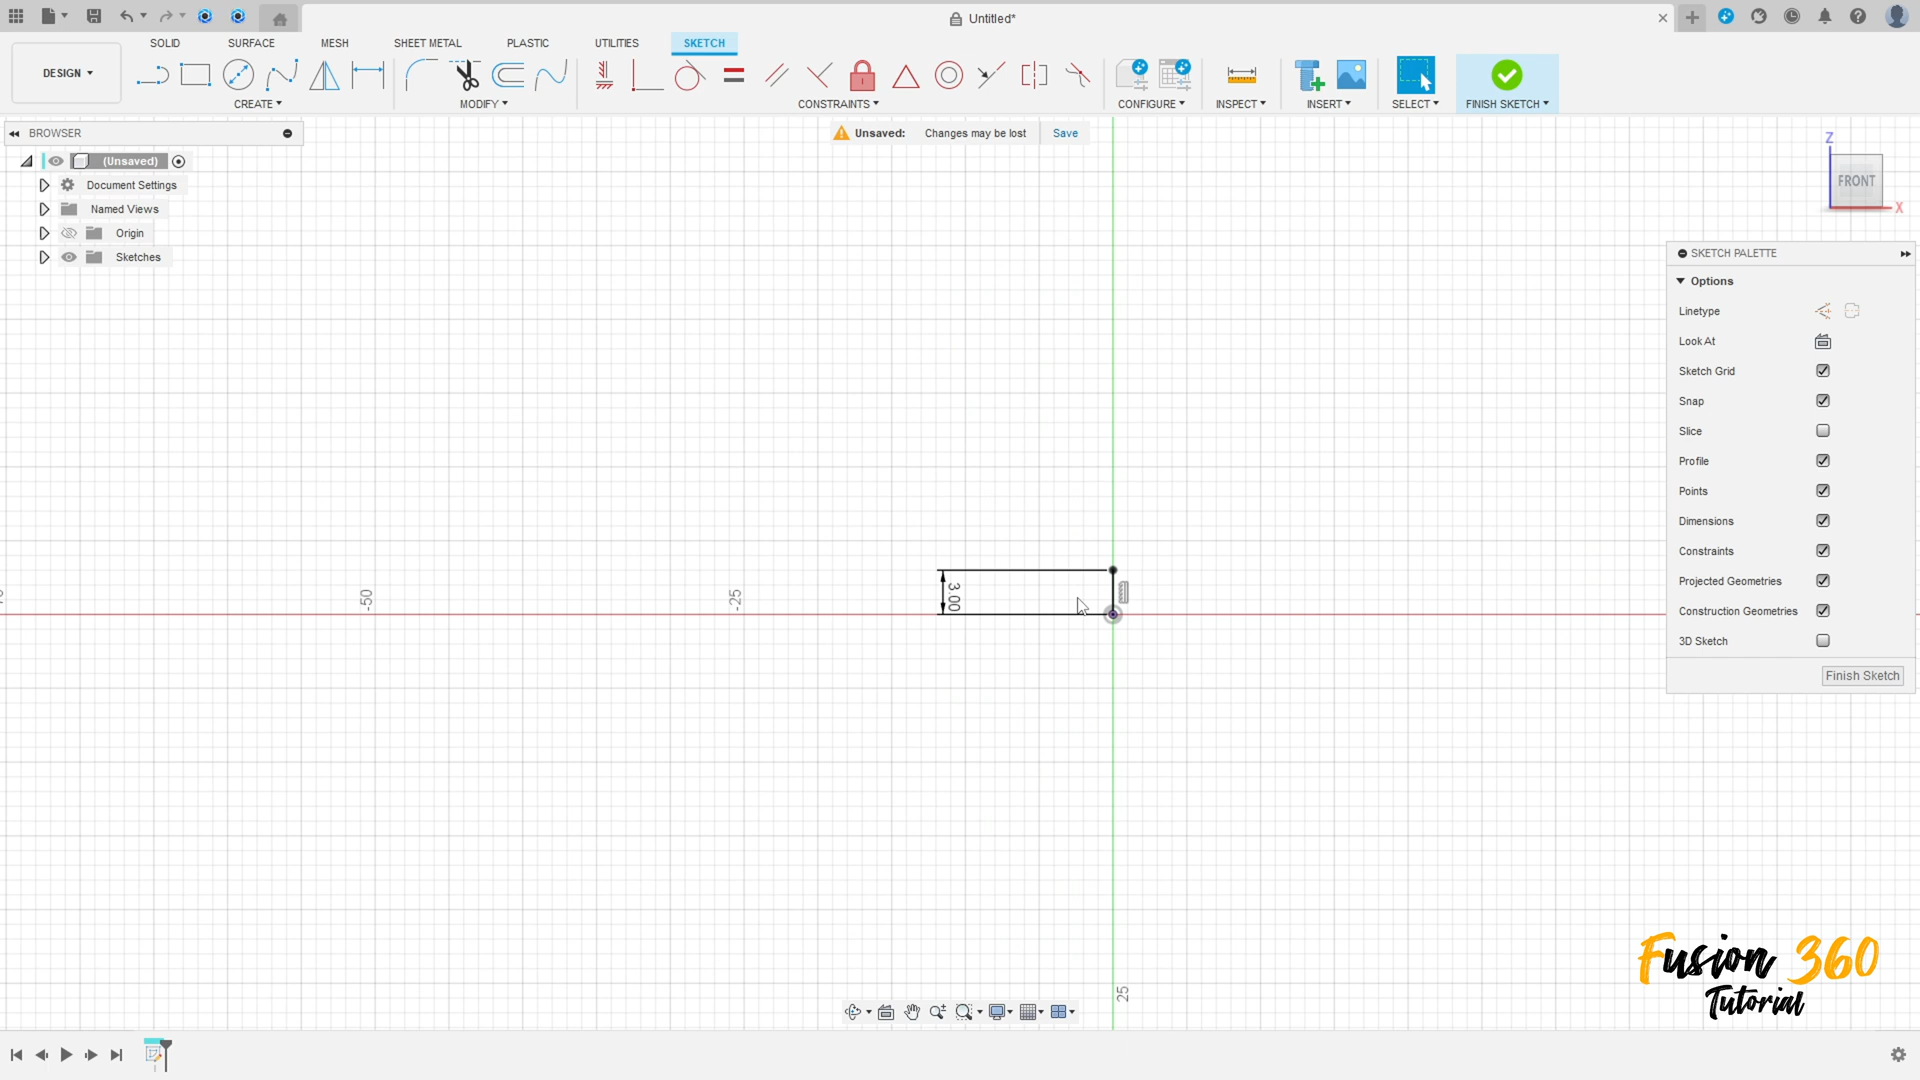 Untitled*
SOLID
SURFACE
MESH
SHEET METAL
PLASTIC
UTILITIES
SKETCH
DESIGN
CREATE
MODIFY
CONSTRAINTS
CONFIGURE
INSPECT
INSERT
SELECT
FINISH SKETCH
BROWSER
Unsaved: Changes may be lost Save
(Unsaved)
Document Settings
Named Views
Origin
Sketches
Z
FRONT
X
SKETCH PALETTE
Options
Linetype
Look At
Sketch Grid
Snap
Slice
Profile
Points
Dimensions
Constraints
Projected Geometries
Construction Geometries
3D Sketch
Finish Sketch
-50
-25
3.00
25
Fusion 360
Tutorial